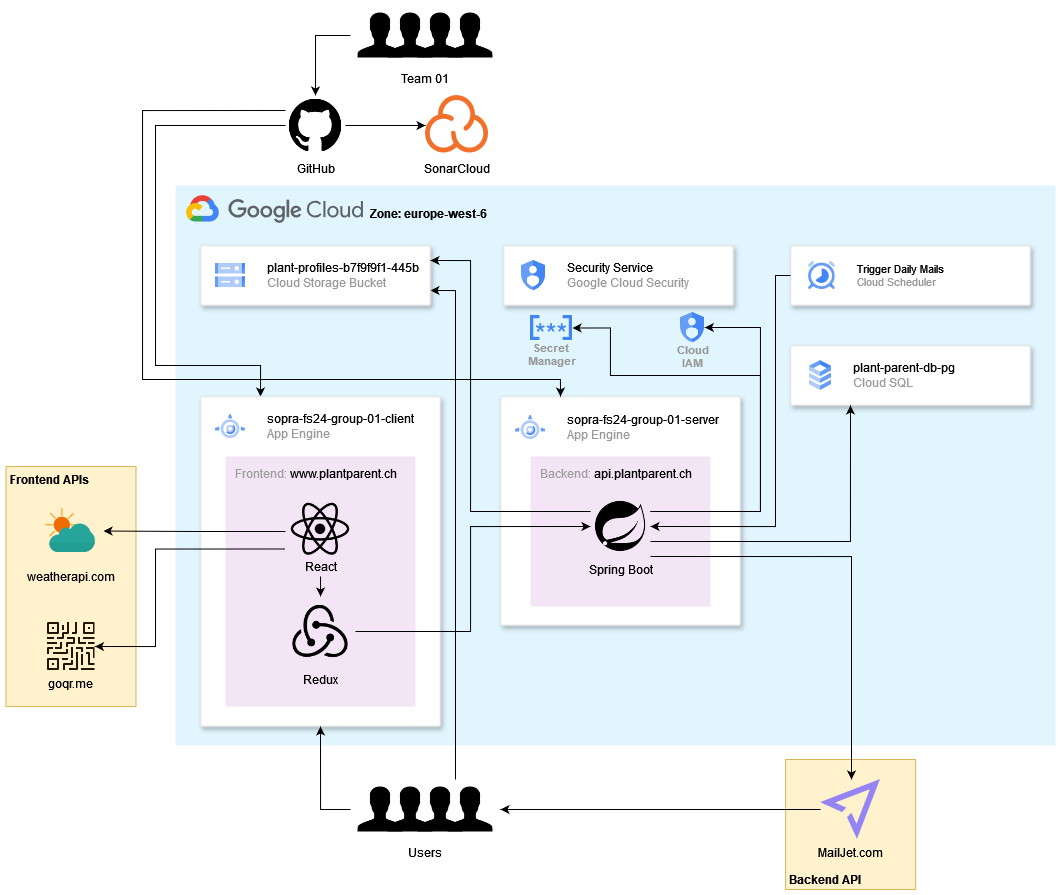 Team 01
GitHub
SonarCloud
Google Cloud Zone: europe-west-6
plant-profiles-b7f9f9f1-445b
Cloud Storage Bucket
Security Service
Google Cloud Security
Trigger Daily Mails
Cloud Scheduler
[***]
Secret
Manager
Cloud
IAM
plant-parent-db-pg
Cloud SQL
sopra-fs24-group-01-client
App Engine
sopra-fs24-group-01-server
App Engine
Frontend: www.plantparent.ch
Backend: api.plantparent.ch
Frontend APIs
weatherapi.com
goqr.me
React
Redux
Spring Boot
Users
MailJet.com
Backend API